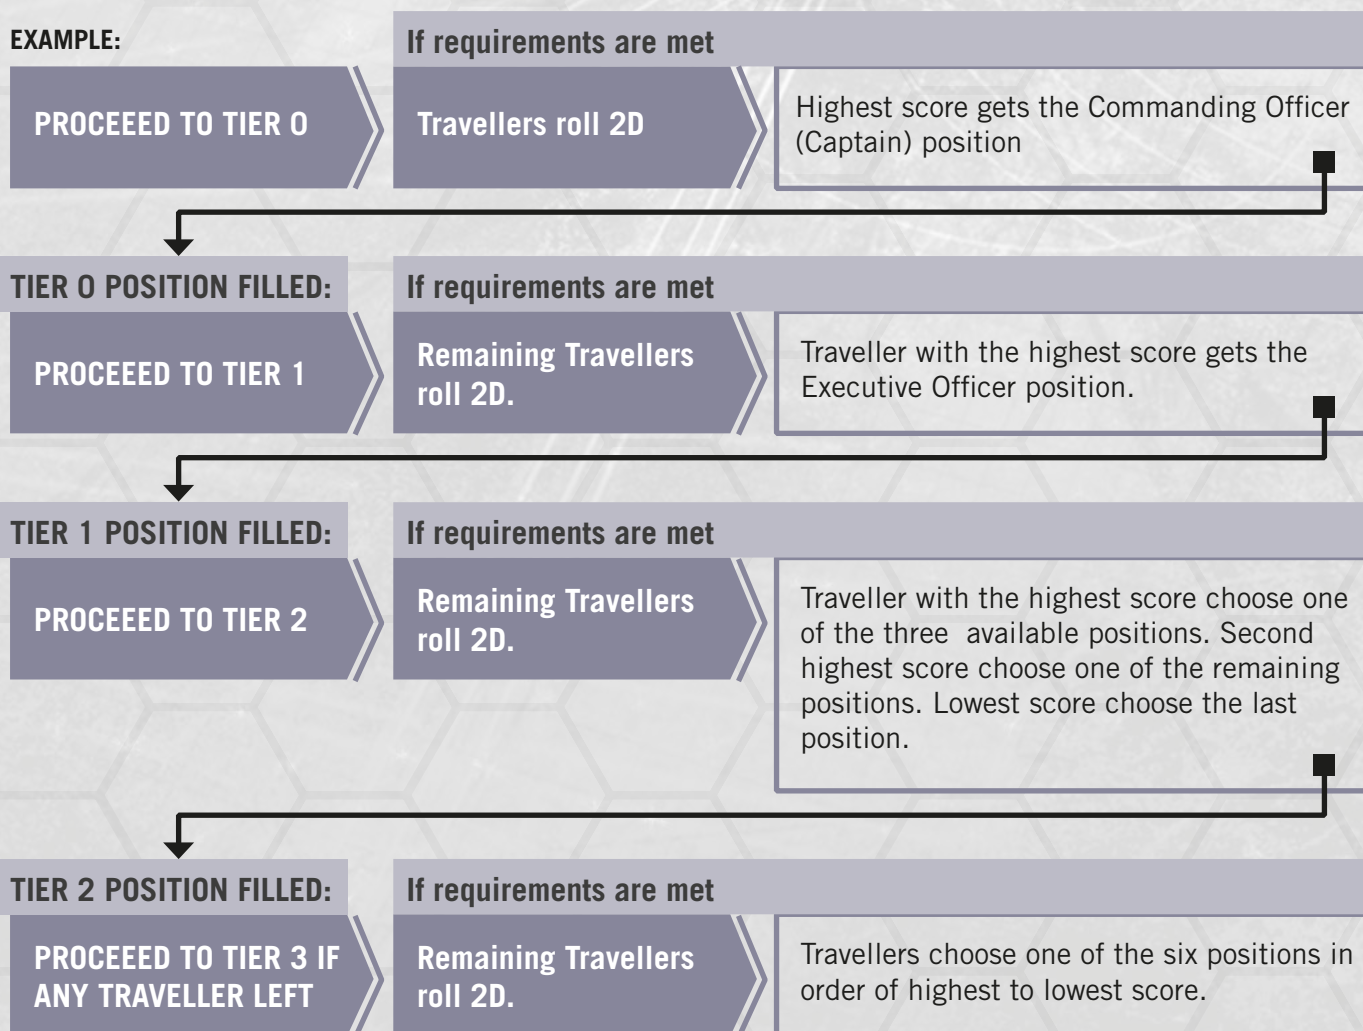 EXAMPLE:
If requirements are met
PROCEEED TO TIER 0
Travellers roll 2D
Highest score gets the Commanding Officer
(Captain) position
TIER 0 POSITION FILLED:
If requirements are met
PROCEEED TO TIER 1
Remaining Travellers
roll 2D.
Traveller with the highest score gets the
Executive Officer position.
TIER 1 POSITION FILLED:
If requirements are met
PROCEEED TO TIER 2
Remaining Travellers
roll 2D.
Traveller with the highest score choose one
of the three  available positions. Second
highest score choose one of the remaining
positions. Lowest score choose the last
position.
TIER 2 POSITION FILLED:
If requirements are met
PROCEEED TO TIER 3 IF
ANY TRAVELLER LEFT
Remaining Travellers
roll 2D.
Travellers choose one of the six positions in
order of highest to lowest score.